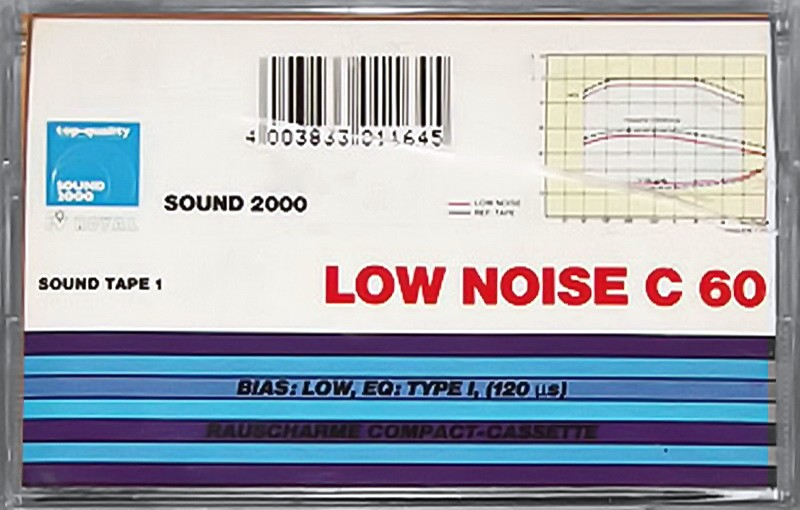 4 003833 011645
top-quality
SOUND
2000
SOUND 2000
LOW NOISE
REF. TAPE
SOUND TAPE 1
LOW NOISE C 60
BIAS: LOW, EQ: TYPE I, (120 µs)
RAUSCHARME COMPACT-CASSETTE